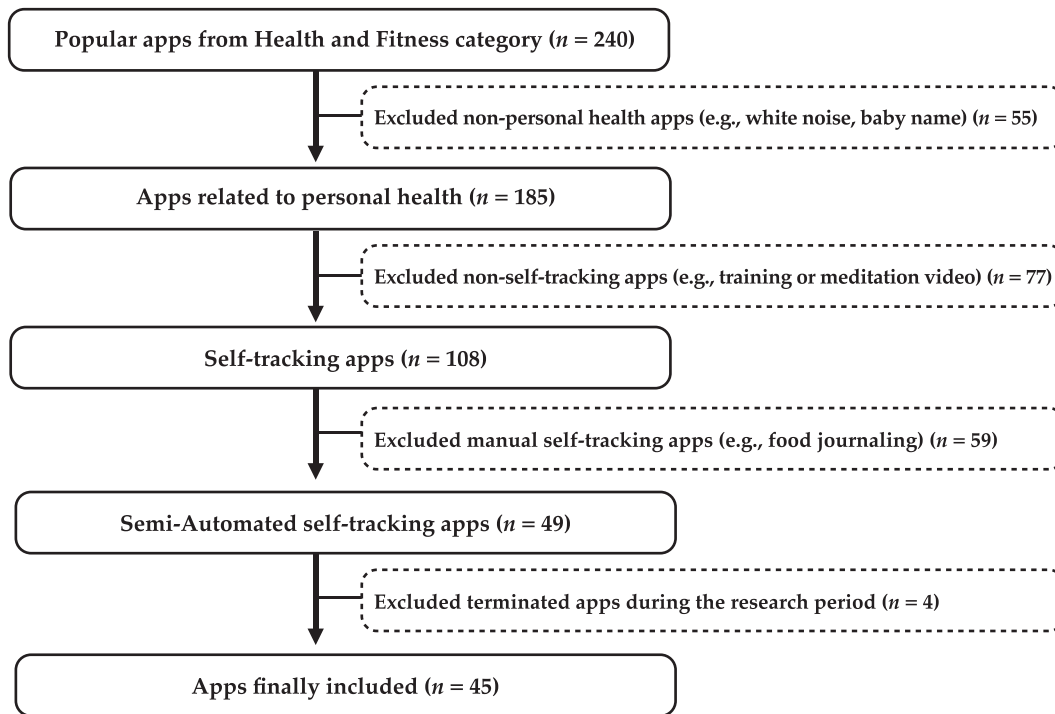 Popular apps from Health and Fitness category (n = 240)
Excluded non-personal health apps (e.g., white noise, baby name) (n = 55)
Apps related to personal health (n = 185)
Excluded non-self-tracking apps (e.g., training or meditation video) (n = 77)
Self-tracking apps (n = 108)
Excluded manual self-tracking apps (e.g., food journaling) (n = 59)
Semi-Automated self-tracking apps (n = 49)
Excluded terminated apps during the research period (n = 4)
Apps finally included (n = 45)